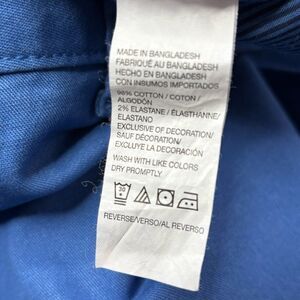 MADE IN BANGLADESH
FABRIQUÉ AU BANGLADESH
HECHO EN BANGLADESH
CON INSUMOS IMPORTADOS
98% COTTON / COTON /
ALGODÓN
2% ELASTANE / ÉLASTHANNE/
ELASTANO
EXCLUSIVE OF DECORATION/
SAUF DÉCORATION/
EXCLUYE LA DECORACIÓN
WASH WITH LIKE COLORS
DRY PROMPTLY
30
REVERSE/VERSO/AL REVERSO